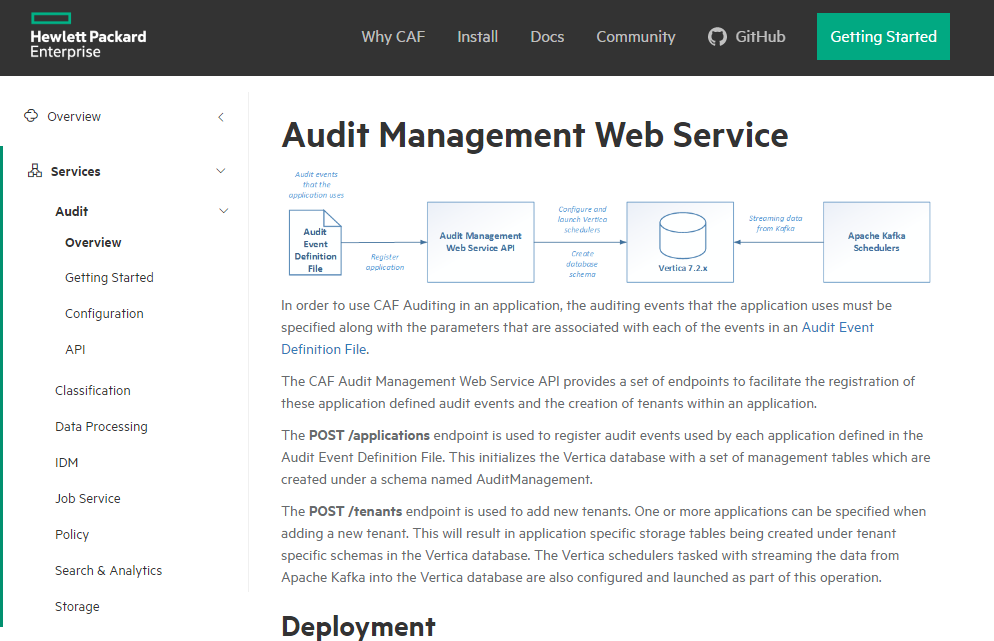 Hewlett Packard
Enterprise
Why CAF
Install
Docs
Community
GitHub
Getting Started
Overview
Services
Audit
Overview
Getting Started
Configuration
API
Classification
Data Processing
IDM
Job Service
Policy
Search & Analytics
Storage
Audit Management Web Service
Audit events
that the
application uses
Audit
Event
Definition
File
Register
application
Audit Management
Web Service API
Configure and
launch Vertica
schedulers
Create
database
schema
Vertica 7.2.x
Streaming data
from Kafka
Apache Kafka
Schedulers
In order to use CAF Auditing in an application, the auditing events that the application uses must be
specified along with the parameters that are associated with each of the events in an Audit Event
Definition File.
The CAF Audit Management Web Service API provides a set of endpoints to facilitate the registration of
these application defined audit events and the creation of tenants within an application.
The POST /applications endpoint is used to register audit events used by each application defined in the
Audit Event Definition File. This initializes the Vertica database with a set of management tables which are
created under a schema named AuditManagement.
The POST /tenants endpoint is used to add new tenants. One or more applications can be specified when
adding a new tenant. This will result in application specific storage tables being created under tenant
specific schemas in the Vertica database. The Vertica schedulers tasked with streaming the data from
Apache Kafka into the Vertica database are also configured and launched as part of this operation.
Deployment